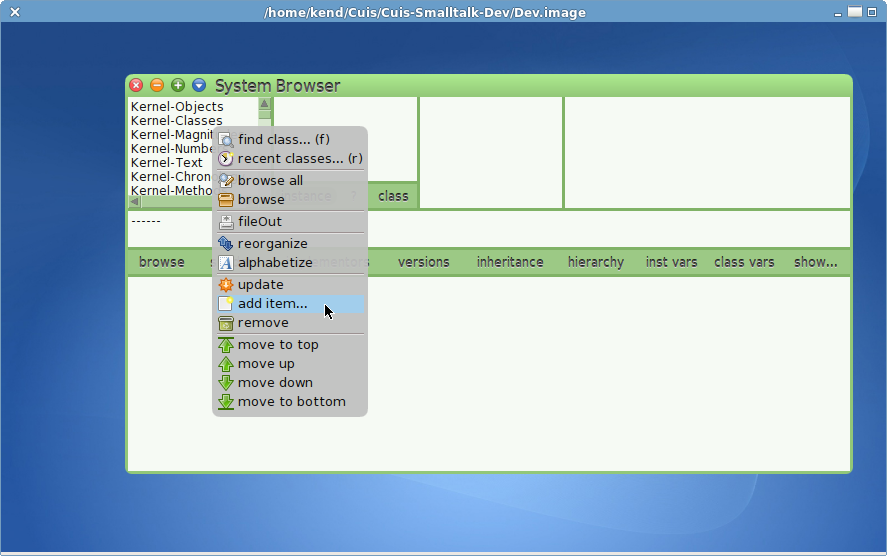 /home/kend/Cuis/Cuis-Smalltalk-Dev/Dev.image
System Browser
Kernel-Objects
Kernel-Classes
Kernel-Magni
Kernel-Numbe
Kernel-Text
Kernel-Chron
Kernel-Metho
find class... (f)
recent classes... (r)
browse all
browse
fileOut
reorganize
alphabetize
update
add item...
remove
move to top
move up
move down
move to bottom
instance ? class
------
browse versions inheritance hierarchy inst vars class vars show...